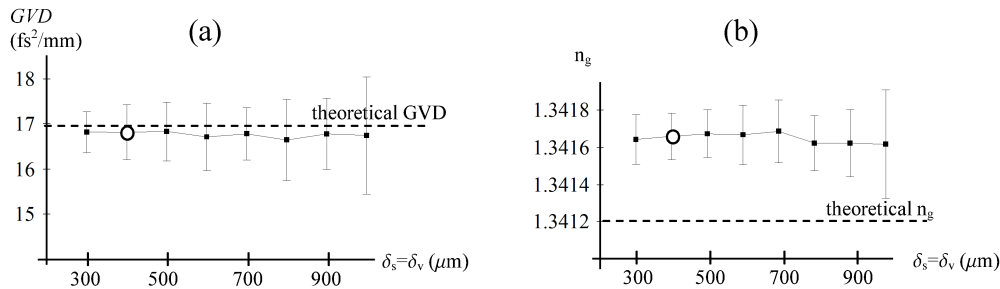 (a)
GVD
(fs²/mm)
18
17
16
15
theoretical GVD
300 500 700 900 δs=δv (μm)
(b)
ng
1.3418
1.3416
1.3414
1.3412
theoretical ng
300 500 700 900 δs=δv (μm)